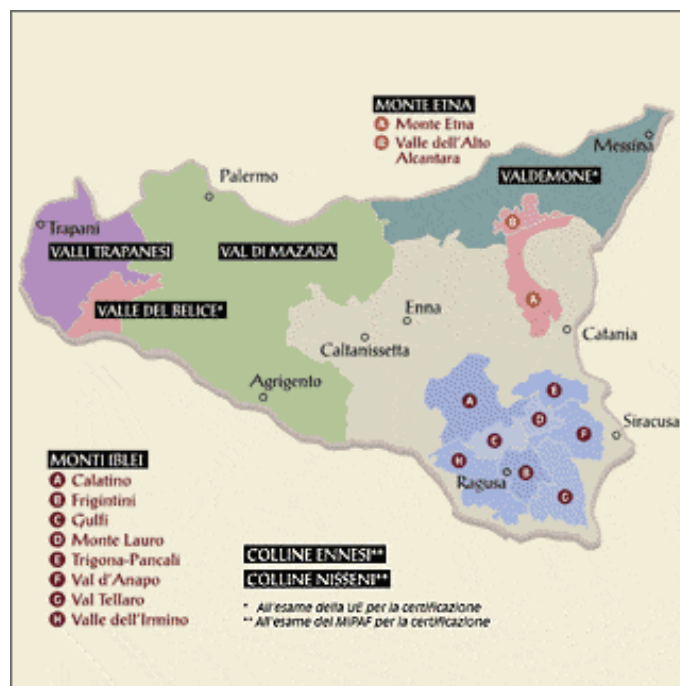 MONTE ETNA
A Monte Etna
B Valle dell'Alto
Alcantara
Messina
VALDEMONE*
Palermo
B
Trapani
VALLI TRAPANESI
VAL DI MAZARA
A
VALLE DEL BELICE*
Enna
Catania
Caltanissetta
Agrigento
E
A
D
Siracusa
F
C
H
B
Ragusa
G
MONTI IBLEI
A Calatino
B Frigintini
C Gulfi
D Monte Lauro
E Trigona-Pancali
F Val d'Anapo
G Val Tellaro
H Valle dell'Irmino
COLLINE ENNESI**
COLLINE NISSENI**
* All'esame della UE per la certificazione
** All'esame del MiPAF per la certificazione